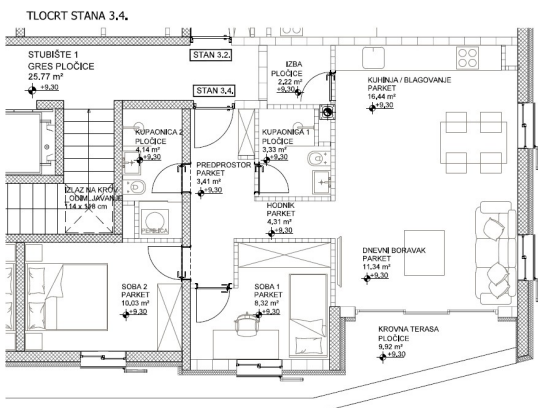 TLOCRT STANA 3.4.
STUBIŠTE 1
GRES PLOČICE
25.77 m²
+9,30
STAN 3.2.
STAN 3.4.
IZBA
PLOČICE
2,22 m²
+9,30
KUHINJA / BLAGOVANJE
PARKET
16,44 m²
+9,30
KUPAONICA 2
PLOČICE
4,14 m²
+9,30
KUPAONICA 1
PLOČICE
3,33 m²
+9,30
PREDPROSTOR
PARKET
3,41 m²
+9,30
IZLAZ NA KROV
ODIMLJAVANJE
114 x 198 cm
PERILICA
HODNIK
PARKET
4,31 m²
+9,30
DNEVNI BORAVAK
PARKET
11,34 m²
+9,30
SOBA 2
PARKET
10,03 m²
+9,30
SOBA 1
PARKET
8,32 m²
+9,30
KROVNA TERASA
PLOČICE
9,92 m²
+9,30